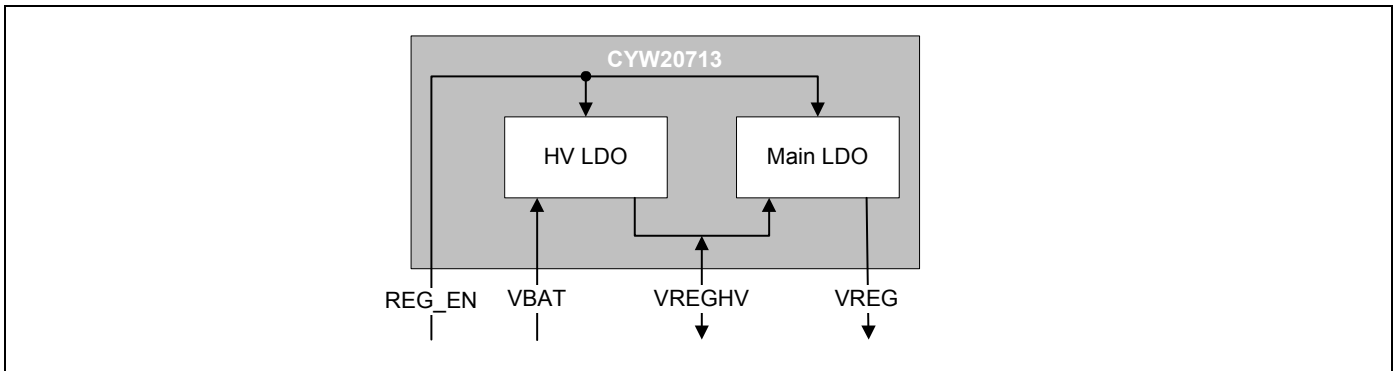 CYW20713
HV LDO
Main LDO
REG_EN
VBAT
VREGHV
VREG